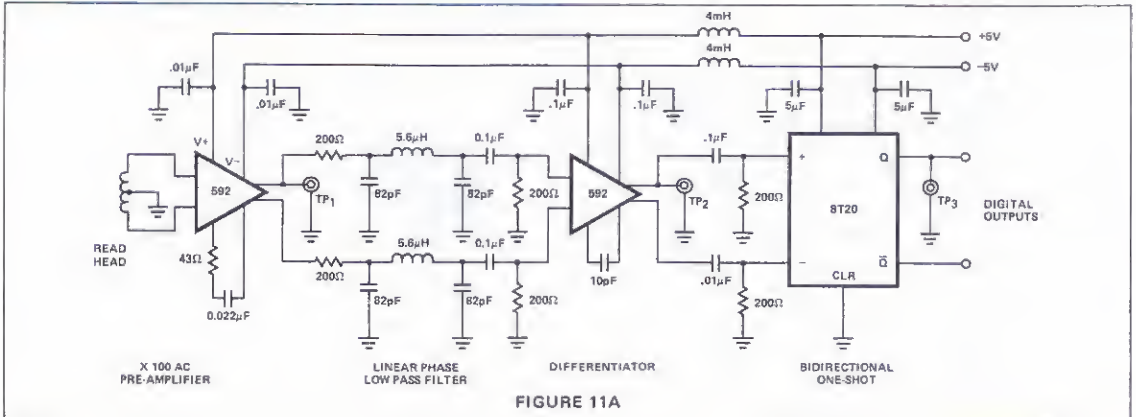 4mH
+5V
4mH
−5V
.01µF
.01µF
.1µF
.1µF
5µF
5µF
V+
V−
592
200Ω
5.6µH
0.1µF
82pF
82pF
200Ω
TP1
592
.1µF
TP2
200Ω
+
Q
8T20
TP3
DIGITAL
OUTPUTS
READ
HEAD
43Ω
0.022µF
200Ω
5.6µH
0.1µF
82pF
82pF
200Ω
10pF
.01µF
200Ω
−
Q̅
CLR
X 100 AC
PRE-AMPLIFIER
LINEAR PHASE
LOW PASS FILTER
DIFFERENTIATOR
BIDIRECTIONAL
ONE-SHOT
FIGURE 11A